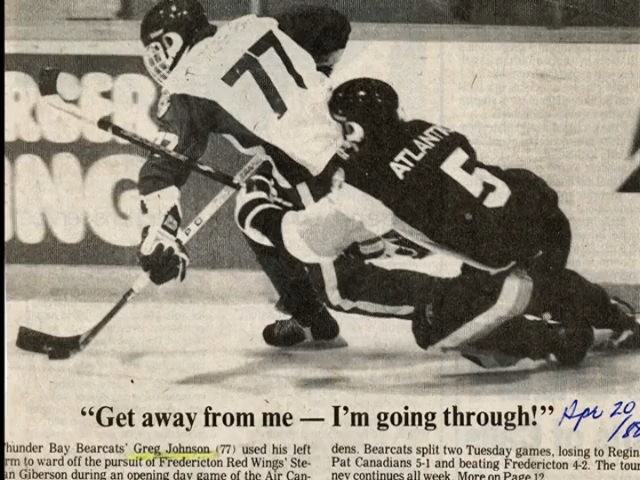 77
ATLANTI
5
"Get away from me — I'm going through!"
Apr 20
/88
Thunder Bay Bearcats' Greg Johnson (77) used his left
rm to ward off the pursuit of Fredericton Red Wings' Ste-
an Giberson during an opening day game of the Air Can-
dens. Bearcats split two Tuesday games, losing to Regin
Pat Canadians 5-1 and beating Fredericton 4-2. The tour
ney continues all week. More on Page 12